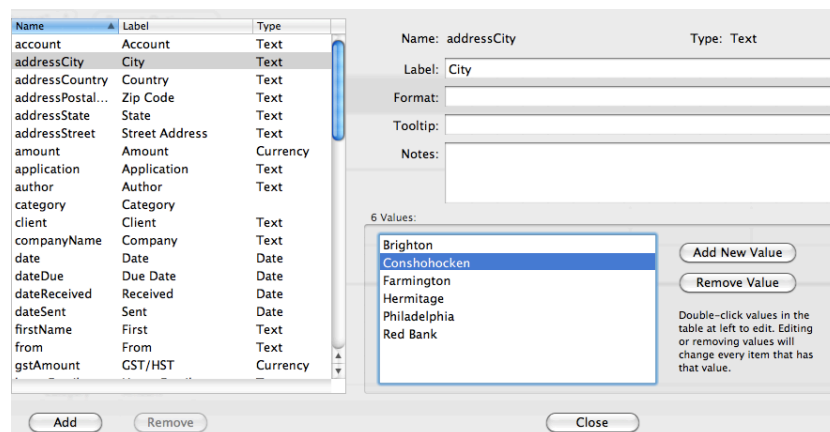 Name Label Type
account Account Text
addressCity City Text
addressCountry Country Text
addressPostal... Zip Code Text
addressState State Text
addressStreet Street Address Text
amount Amount Currency
application Application Text
author Author Text
category Category
client Client Text
companyName Company Text
date Date Date
dateDue Due Date Date
dateReceived Received Date
dateSent Sent Date
firstName First Text
from From Text
gstAmount GST/HST Currency
Add Remove
Name: addressCity Type: Text
Label: City
Format:
Tooltip:
Notes:
6 Values:
Brighton
Conshohocken
Farmington
Hermitage
Philadelphia
Red Bank
Add New Value
Remove Value
Double-click values in the
table at left to edit. Editing
or removing values will
change every item that has
that value.
Close